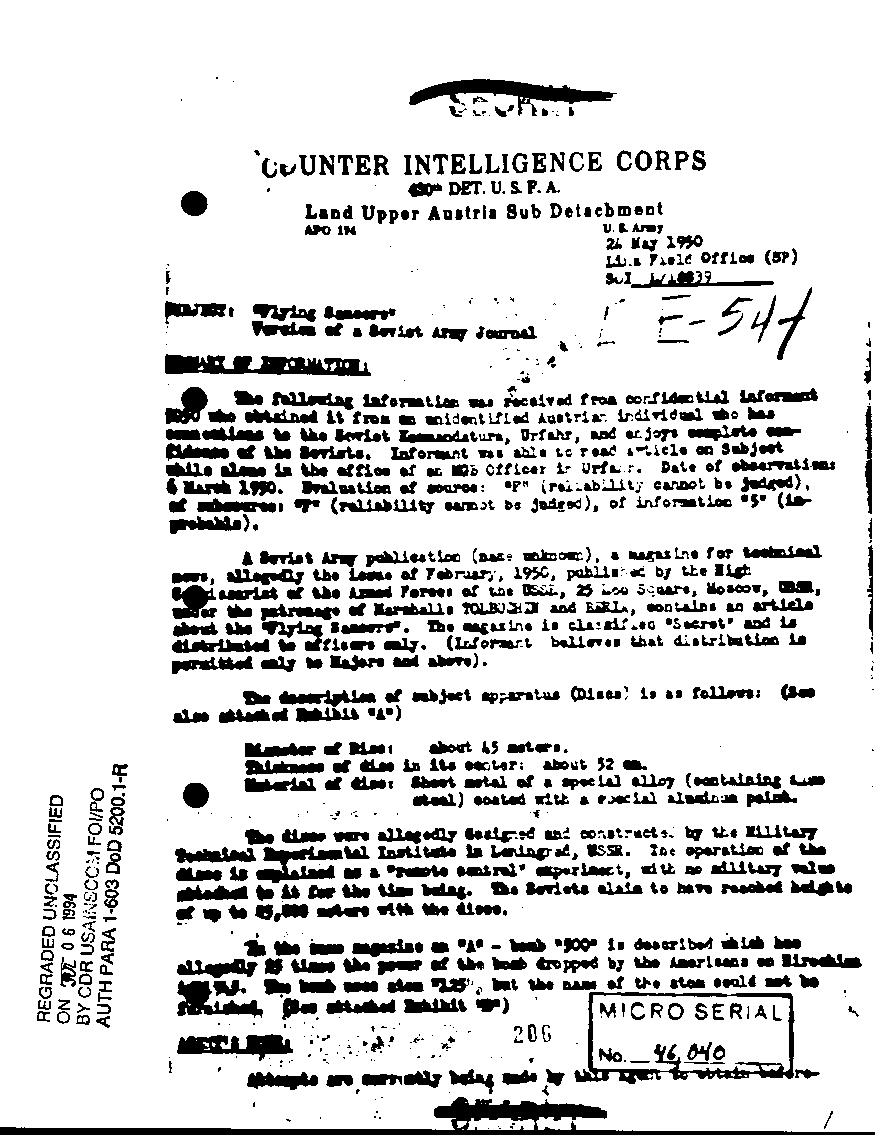 SECRET
COUNTER INTELLIGENCE CORPS
430th DET. U. S. F. A.
Land Upper Austria Sub Detachment
APO 174
U. S. Army
24 May 1950
Linz Field Office (SP)
SUBJECT: "Flying Saucers"
Version of a Soviet Army Journal
E-54
SUMMARY OF INFORMATION:
The following information was received from confidential informant
who obtained it from an unidentified Austrian individual who has
connections to the Soviet Kommandatura, Urfahr, and enjoys complete con-
fidence of the Soviets. Informant was able to read article on Subject
while alone in the office of an MGB Officer in Urfahr. Date of observation:
6 March 1950. Evaluation of source: "F" (reliability cannot be judged),
of subsource: "F" (reliability cannot be judged), of information "5" (im-
probable).
A Soviet Army publication (name unknown), a magazine for technical
news, allegedly the issue of February, 1950, published by the High
Commissariat of the Armed Forces of the USSR, 25 Square, Moscow, USSR,
under the patronage of Marshalls TOLBUCHIN and BERIA, contains an article
about the "Flying Saucers". The magazine is classified "Secret" and is
distributed to officers only. (Informant believes that distribution is
permitted only to Majors and above).
The description of subject apparatus (Discs) is as follows: (See
also attached Exhibit "A")
Diameter of Disc: about 45 meters.
Thickness of disc in its center: about 52 cm.
Material of disc: Sheet metal of a special alloy (containing some
steel) coated with a special aluminum paint.
The discs were allegedly designed and constructed by the Military
Technical Experimental Institute in Leningrad, USSR. The operation of the
discs is explained as a "remote control" experiment, with no military value
attached to it for the time being. The Soviets claim to have reached heights
of up to 25,000 meters with the discs.
In the same magazine an "A" - bomb "500" is described which has
allegedly 25 times the power of the bomb dropped by the Americans on Hiroshima
The bomb uses atom "125", but the name of the atom could not be
furnished. (See attached Exhibit "B")
AGENT'S NOTE:
206
MICRO SERIAL
No. 46,040
Attempts are currently being made by this Agent to obtain
REGRADED UNCLASSIFIED
ON JUL 06 1994
BY CDR USAINSCOM FOI/PO
AUTH PARA 1-603 DoD 5200.1-R